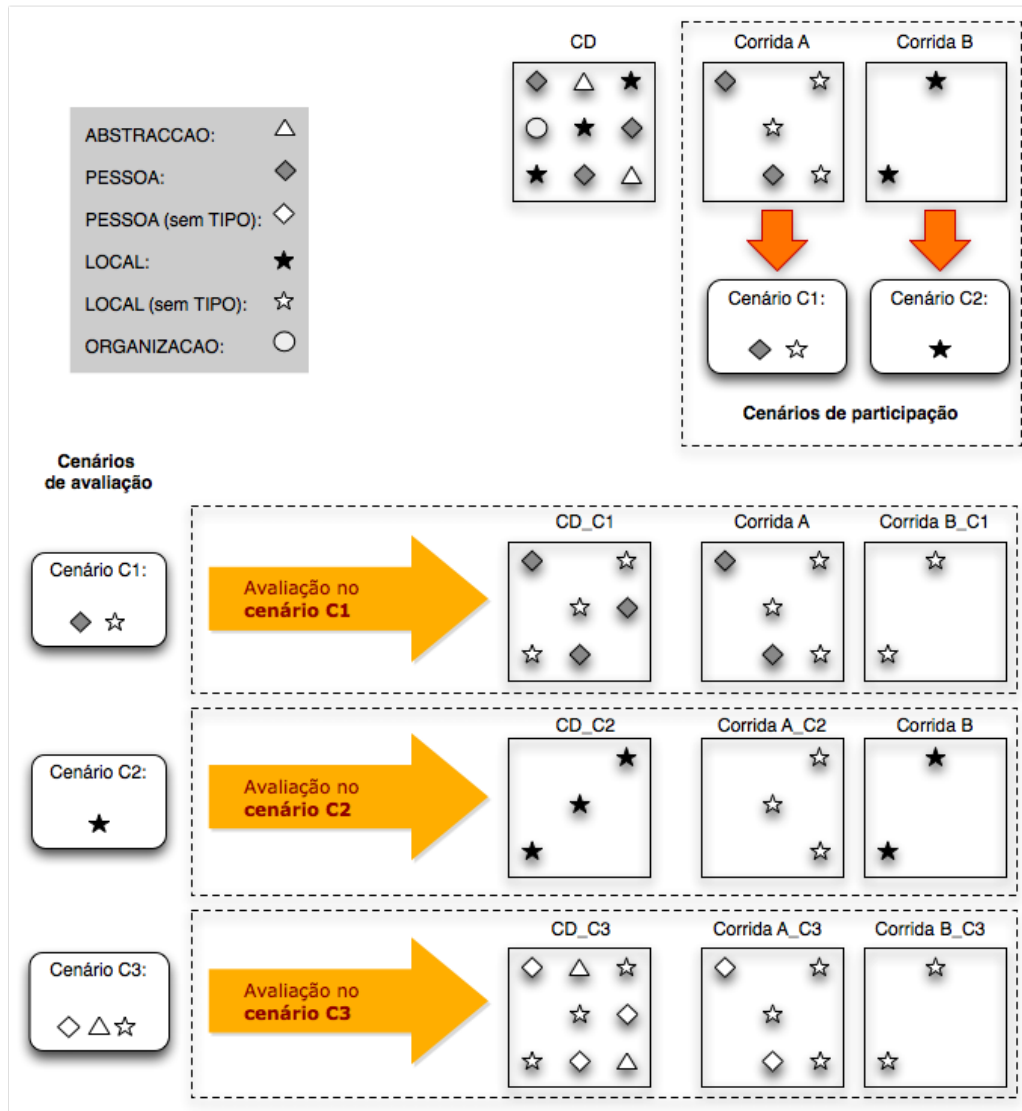 CD
Corrida A
Corrida B
ABSTRACCAO:
PESSOA:
PESSOA (sem TIPO):
LOCAL:
LOCAL (sem TIPO):
ORGANIZACAO:
Cenário C1:
Cenário C2:
Cenários de participação
Cenários
de avaliação
CD_C1
Corrida A
Corrida B_C1
Cenário C1:
Avaliação no
cenário C1
CD_C2
Corrida A_C2
Corrida B
Cenário C2:
Avaliação no
cenário C2
CD_C3
Corrida A_C3
Corrida B_C3
Cenário C3:
Avaliação no
cenário C3